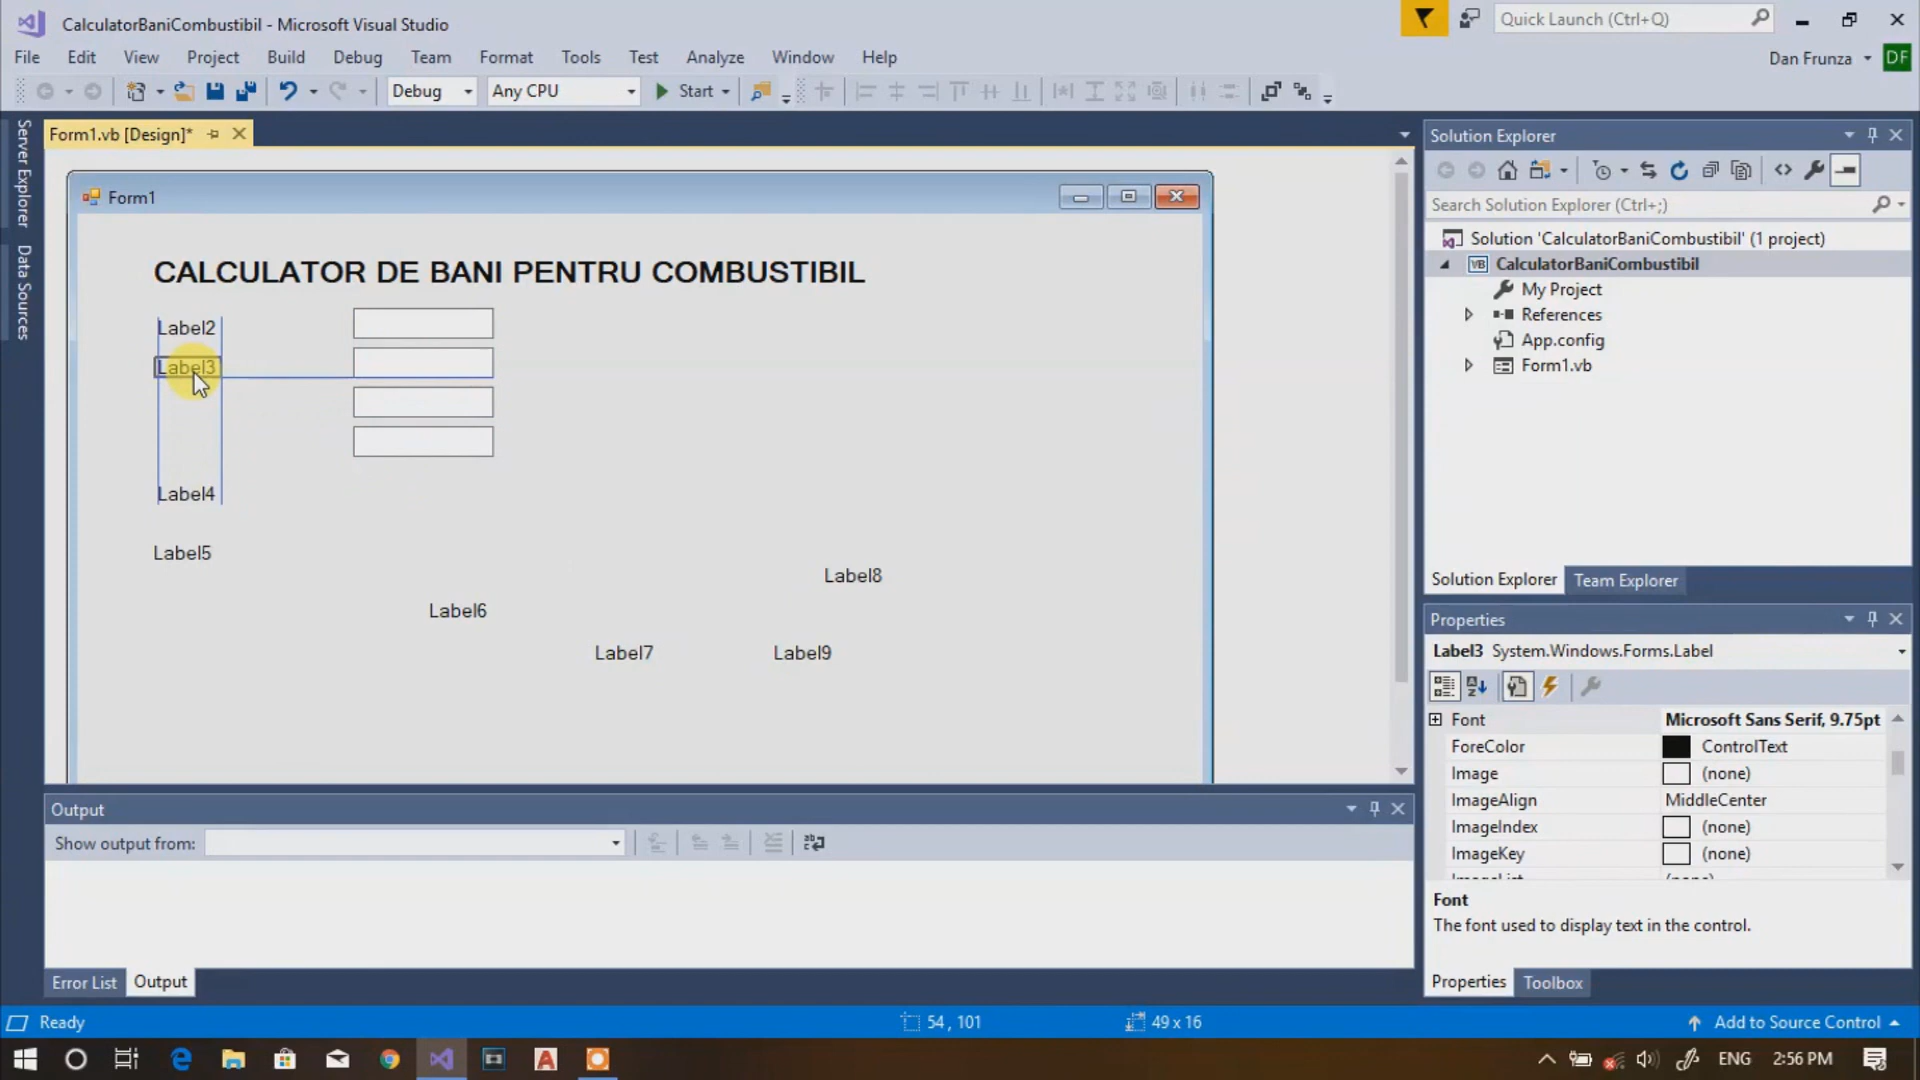 CalculatorBaniCombustibil - Microsoft Visual Studio
Quick Launch (Ctrl+Q)
File Edit View Project Build Debug Team Format Tools Test Analyze Window Help
Dan Frunza DF
Debug Any CPU Start
Server Explorer
Data Sources
Form1.vb [Design]*
Form1
CALCULATOR DE BANI PENTRU COMBUSTIBIL
Label2
Label3
Label4
Label5
Label8
Label6
Label7 Label9
Solution Explorer
Search Solution Explorer (Ctrl+;)
Solution 'CalculatorBaniCombustibil' (1 project)
VB CalculatorBaniCombustibil
My Project
References
App.config
Form1.vb
Solution Explorer Team Explorer
Properties
Label3 System.Windows.Forms.Label
Font Microsoft Sans Serif, 9.75pt
ForeColor ControlText
Image (none)
ImageAlign MiddleCenter
ImageIndex (none)
ImageKey (none)
Font
The font used to display text in the control.
Properties Toolbox
Output
Show output from:
Error List Output
Ready 54 , 101 49 x 16 Add to Source Control
ENG 2:56 PM